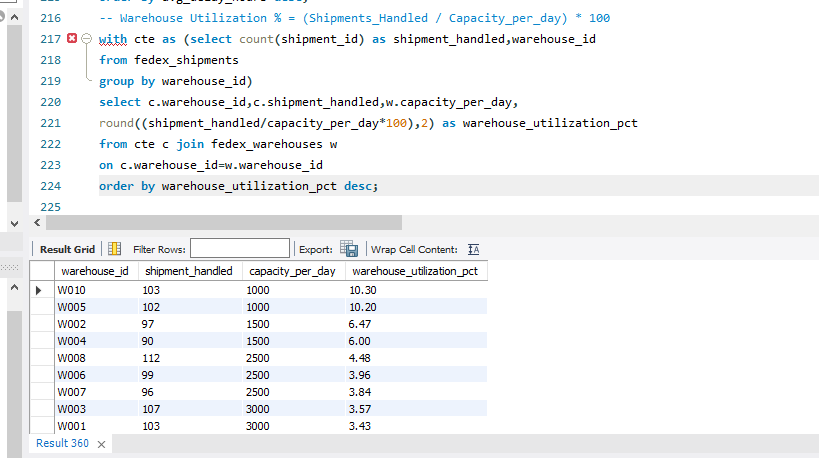 216 -- Warehouse Utilization % = (Shipments_Handled / Capacity_per_day) * 100
217 with cte as (select count(shipment_id) as shipment_handled,warehouse_id
218 from fedex_shipments
219 group by warehouse_id)
220 select c.warehouse_id,c.shipment_handled,w.capacity_per_day,
221 round((shipment_handled/capacity_per_day*100),2) as warehouse_utilization_pct
222 from cte c join fedex_warehouses w
223 on c.warehouse_id=w.warehouse_id
224 order by warehouse_utilization_pct desc;
225
Result Grid Filter Rows: Export: Wrap Cell Content:
warehouse_id shipment_handled capacity_per_day warehouse_utilization_pct
W010 103 1000 10.30
W005 102 1000 10.20
W002 97 1500 6.47
W004 90 1500 6.00
W008 112 2500 4.48
W006 99 2500 3.96
W007 96 2500 3.84
W003 107 3000 3.57
W001 103 3000 3.43
Result 360